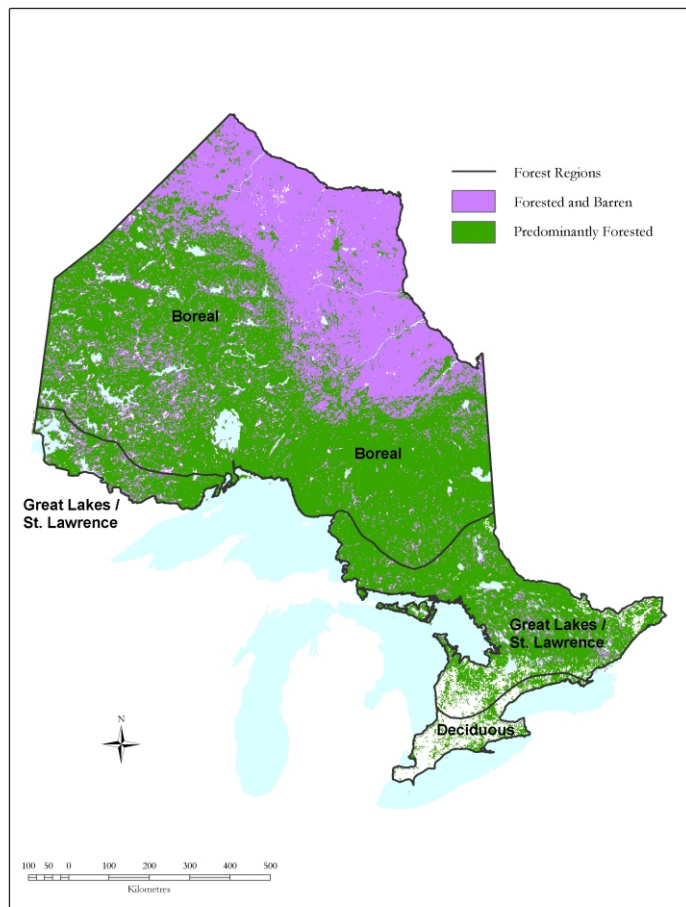 Forest Regions
Forested and Barren
Predominantly Forested
Boreal
Boreal
Great Lakes /
St. Lawrence
Great Lakes /
St. Lawrence
Deciduous
N
100 50 0 100 200 300 400 500
Kilometres